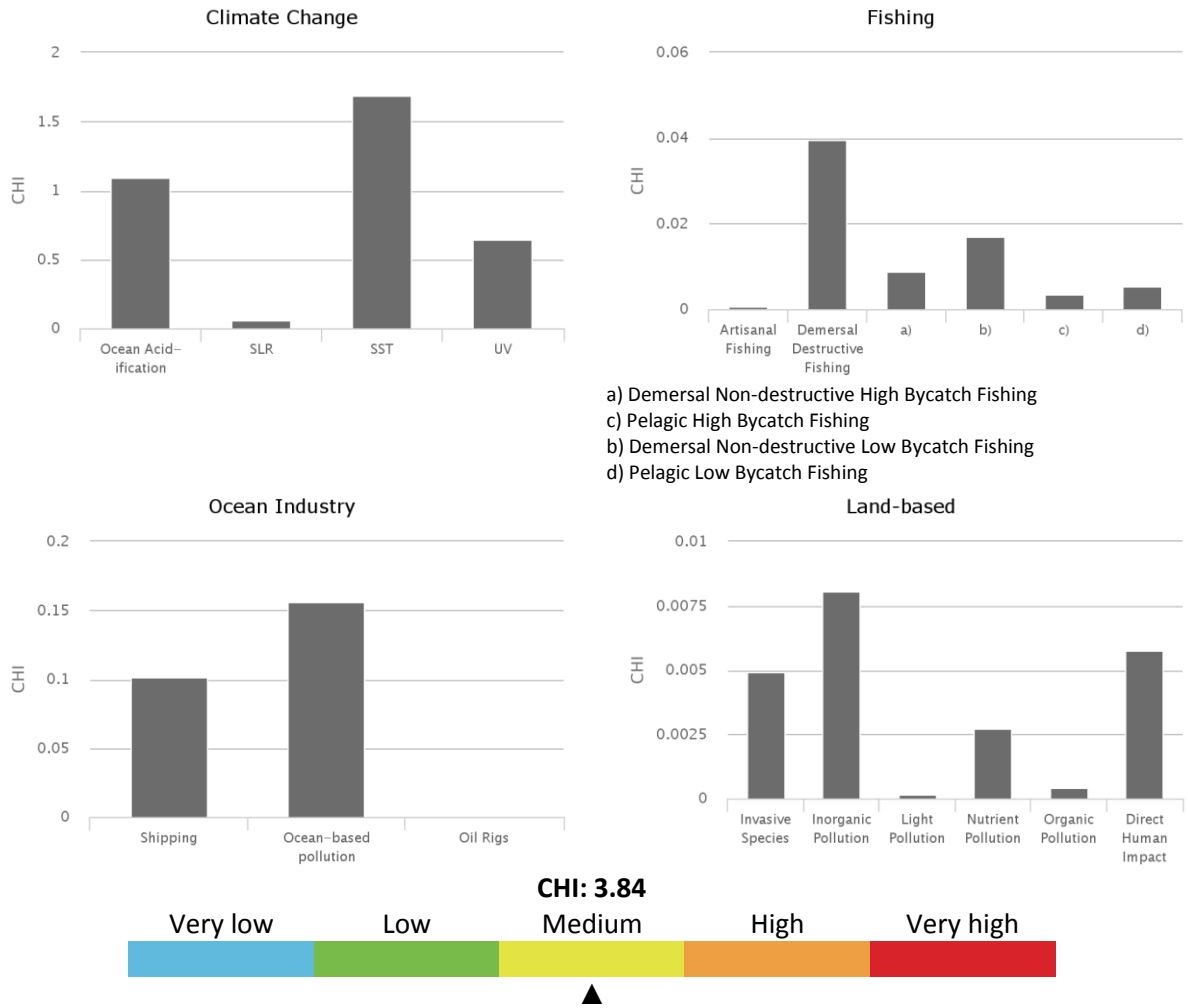 Climate Change
2
1.5
1
0.5
0
CHI
Ocean Acid–
ification
SLR
SST
UV
Fishing
0.06
0.04
0.02
0
CHI
Artisanal
Fishing
Demersal
Destructive
Fishing
a)
b)
c)
d)
a) Demersal Non-destructive High Bycatch Fishing
c) Pelagic High Bycatch Fishing
b) Demersal Non-destructive Low Bycatch Fishing
d) Pelagic Low Bycatch Fishing
Ocean Industry
0.2
0.15
0.1
0.05
0
CHI
Shipping
Ocean–based
pollution
Oil Rigs
Land-based
0.01
0.0075
0.005
0.0025
0
CHI
Invasive
Species
Inorganic
Pollution
Light
Pollution
Nutrient
Pollution
Organic
Pollution
Direct
Human
Impact
CHI: 3.84
Very low
Low
Medium
High
Very high